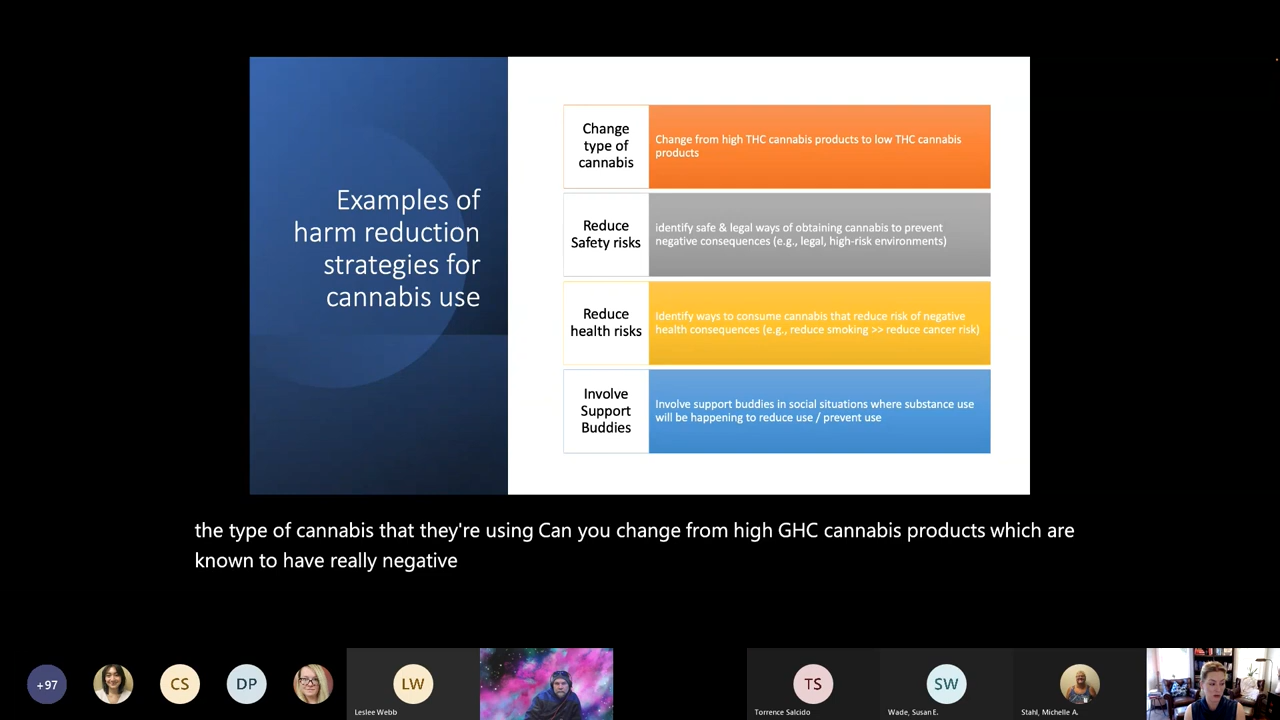 Examples of
harm reduction
strategies for
cannabis use
Change
type of
cannabis
Change from high THC cannabis products to low THC cannabis
products
Reduce
Safety risks
identify safe & legal ways of obtaining cannabis to prevent
negative consequences (e.g., legal, high-risk environments)
Reduce
health risks
Identify ways to consume cannabis that reduce risk of negative
health consequences (e.g., reduce smoking >> reduce cancer risk)
Involve
Support
Buddies
Involve support buddies in social situations where substance use
will be happening to reduce use / prevent use
the type of cannabis that they're using Can you change from high GHC cannabis products which are
known to have really negative
+97
CS
DP
LW
Leslee Webb
TS
Torrence Salcido
SW
Wade, Susan E.
Stahl, Michelle A.